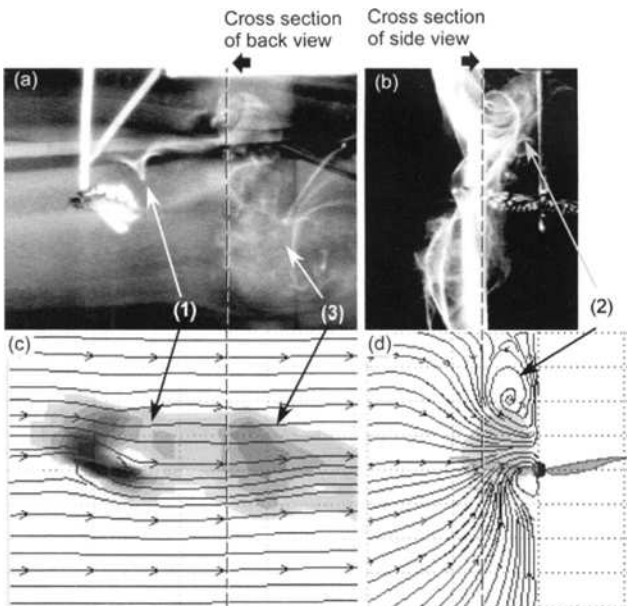 Cross section
of back view
Cross section
of side view
(a)
(b)
(1)
(3)
(2)
(c)
(d)